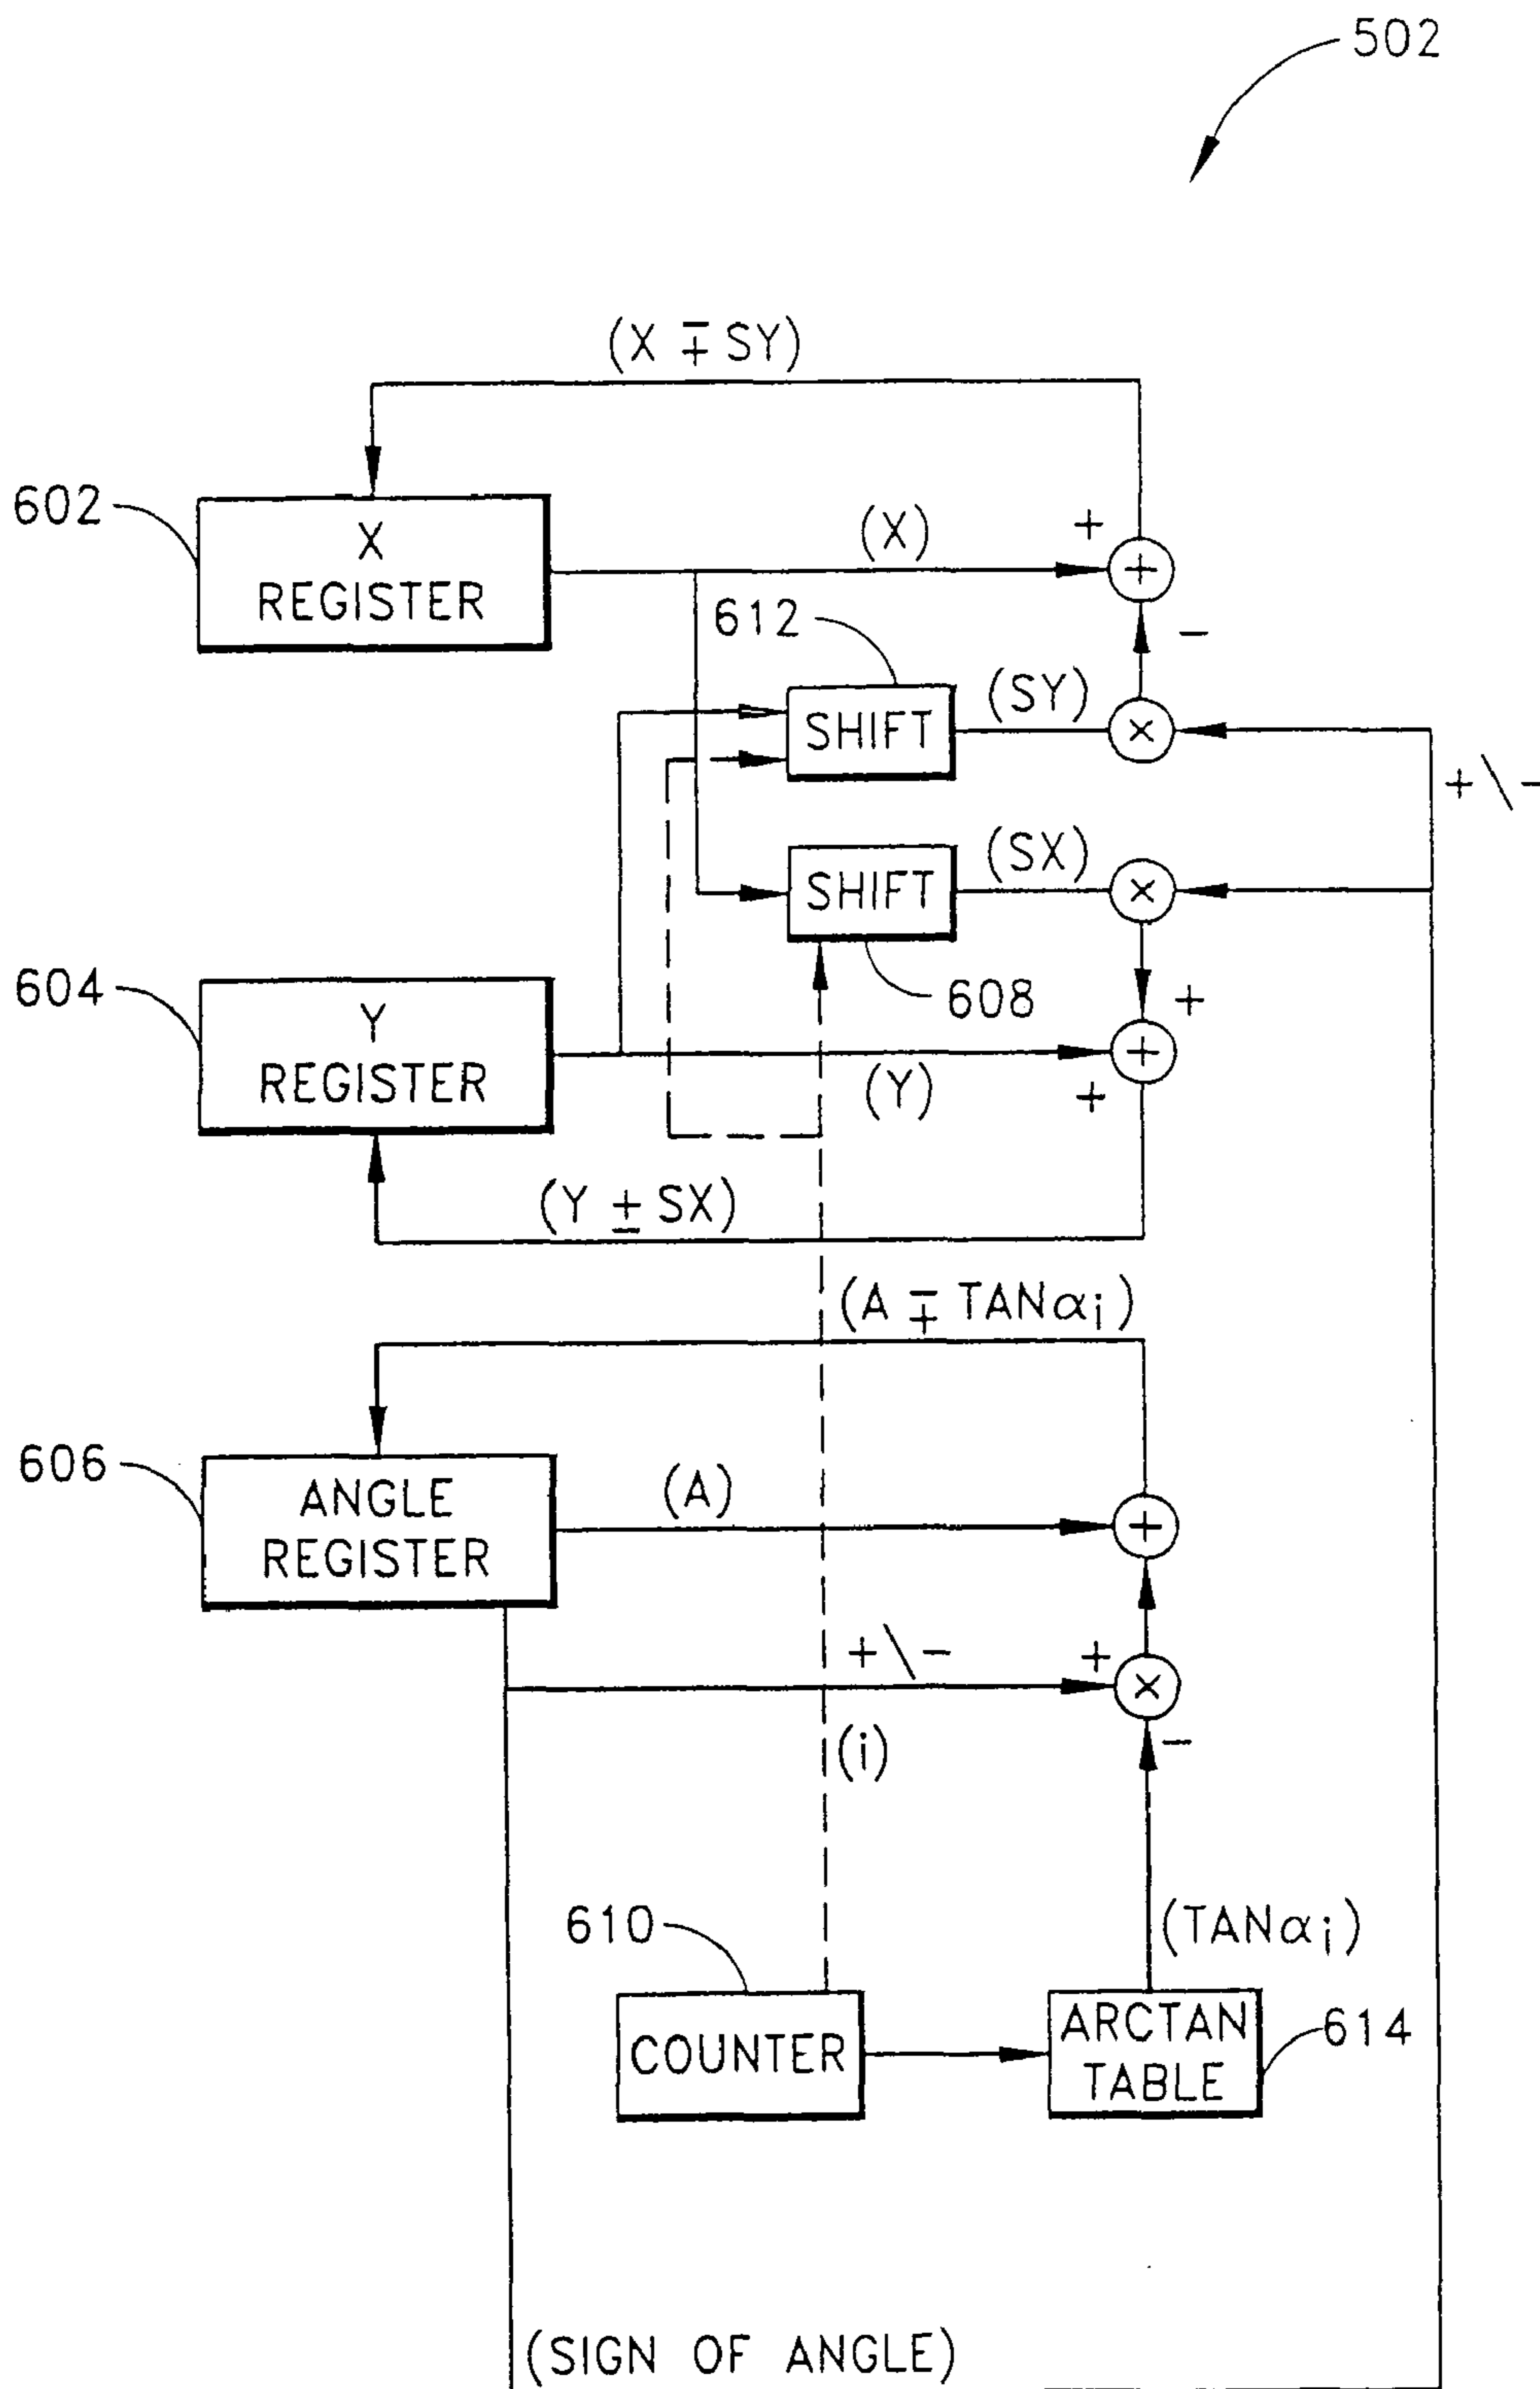 502
(X ∓ SY)
602
X
REGISTER
(X)
+
+
612
−
SHIFT
(SY)
×
+\−
SHIFT
(SX)
×
608
+
604
Y
REGISTER
+
(Y)
+
(Y ± SX)
(A ∓ TANαi)
606
ANGLE
REGISTER
(A)
+
+\−
+
×
(i)
−
610
(TANαi)
COUNTER
ARCTAN
TABLE
614
(SIGN OF ANGLE)